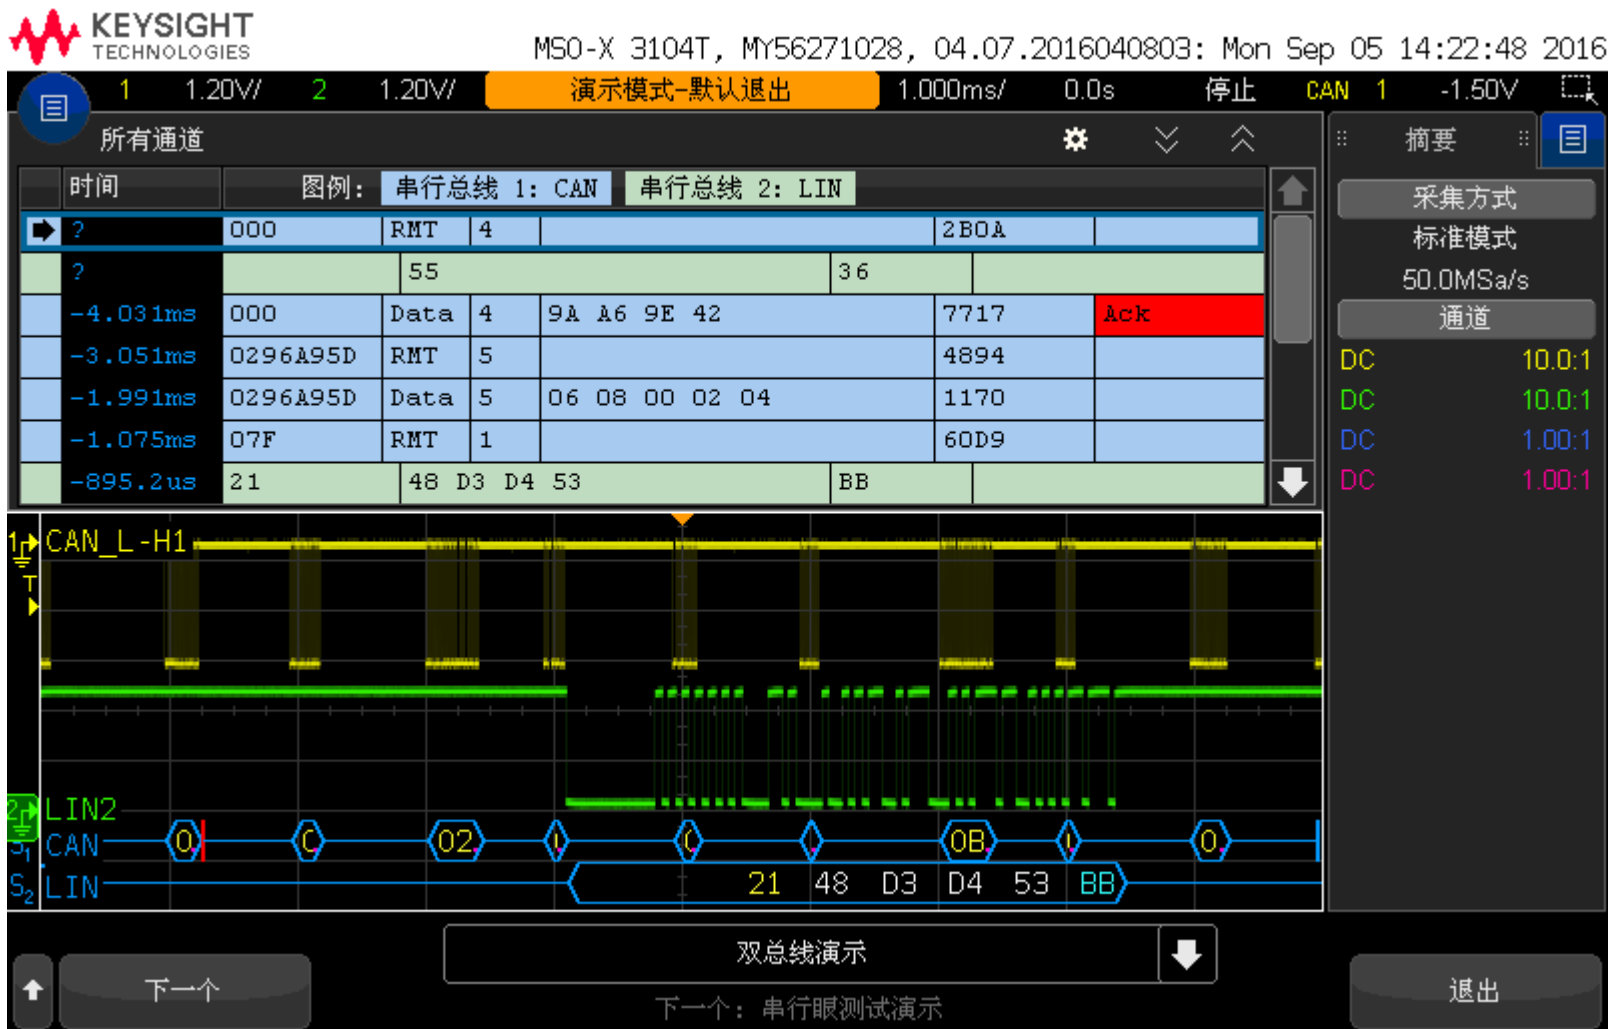 KEYSIGHT
TECHNOLOGIES
MSO-X 3104T, MY56271028, 04.07.2016040803: Mon Sep 05 14:22:48 2016
1 1.20V/ 2 1.20V/ 演示模式-默认退出 1.000ms/ 0.0s 停止 CAN 1 -1.50V
所有通道 摘要
时间 图例: 串行总线 1: CAN 串行总线 2: LIN
采集方式
标准模式
50.0MSa/s
通道
DC 10.0:1
DC 10.0:1
DC 1.00:1
DC 1.00:1
? 000 RMT 4 2B0A
? 55 36
-4.031ms 000 Data 4 9A A6 9E 42 7717 Ack
-3.051ms 0296A95D RMT 5 4894
-1.991ms 0296A95D Data 5 06 08 00 02 04 1170
-1.075ms 07F RMT 1 60D9
-895.2us 21 48 D3 D4 53 BB
1 CAN_L-H1
T
2 LIN2
S1 CAN 0 02 0B 0
S2 LIN 21 48 D3 D4 53 BB
双总线演示
下一个
下一个: 串行眼测试演示
退出